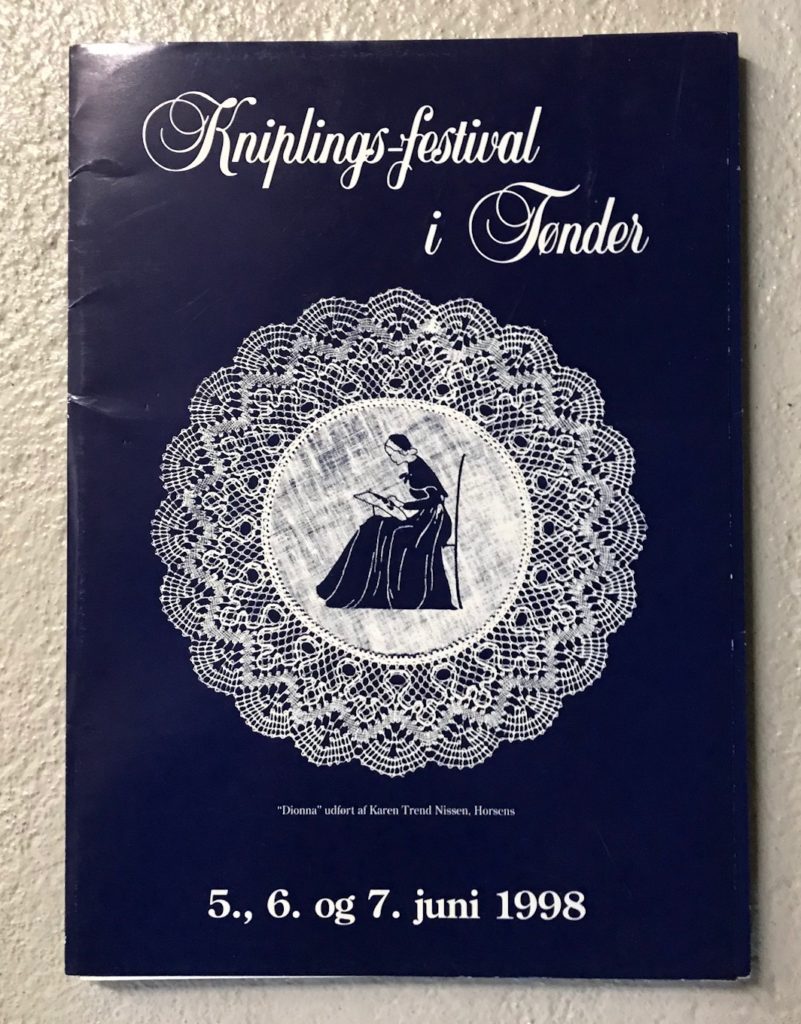 Kniplings-festival
i Tønder
"Dionna" udført af Karen Trend Nissen, Horsens
5., 6. og 7. juni 1998